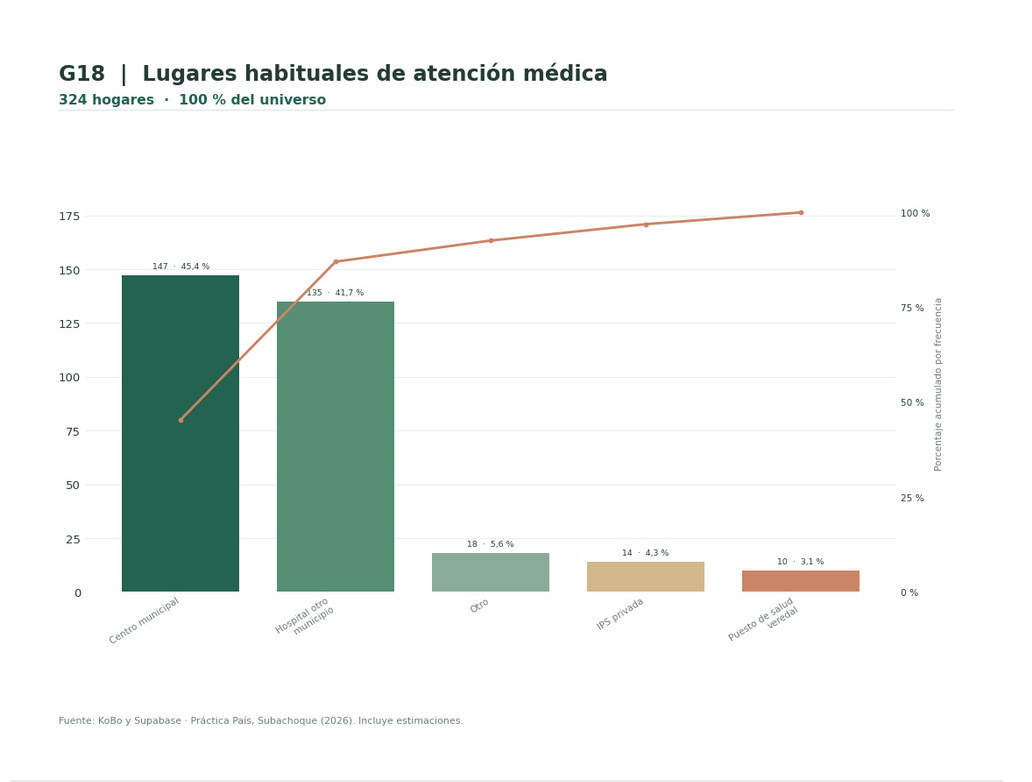 G18 | Lugares habituales de atención médica
324 hogares · 100 % del universo
175
150
125
100
75
50
25
0
147 · 45,4 %
135 · 41,7 %
18 · 5,6 %
14 · 4,3 %
10 · 3,1 %
100 %
75 %
50 %
25 %
0 %
Porcentaje acumulado por frecuencia
Centro municipal
Hospital otro
municipio
Otro
IPS privada
Puesto de salud
veredal
Fuente: KoBo y Supabase · Práctica País, Subachoque (2026). Incluye estimaciones.